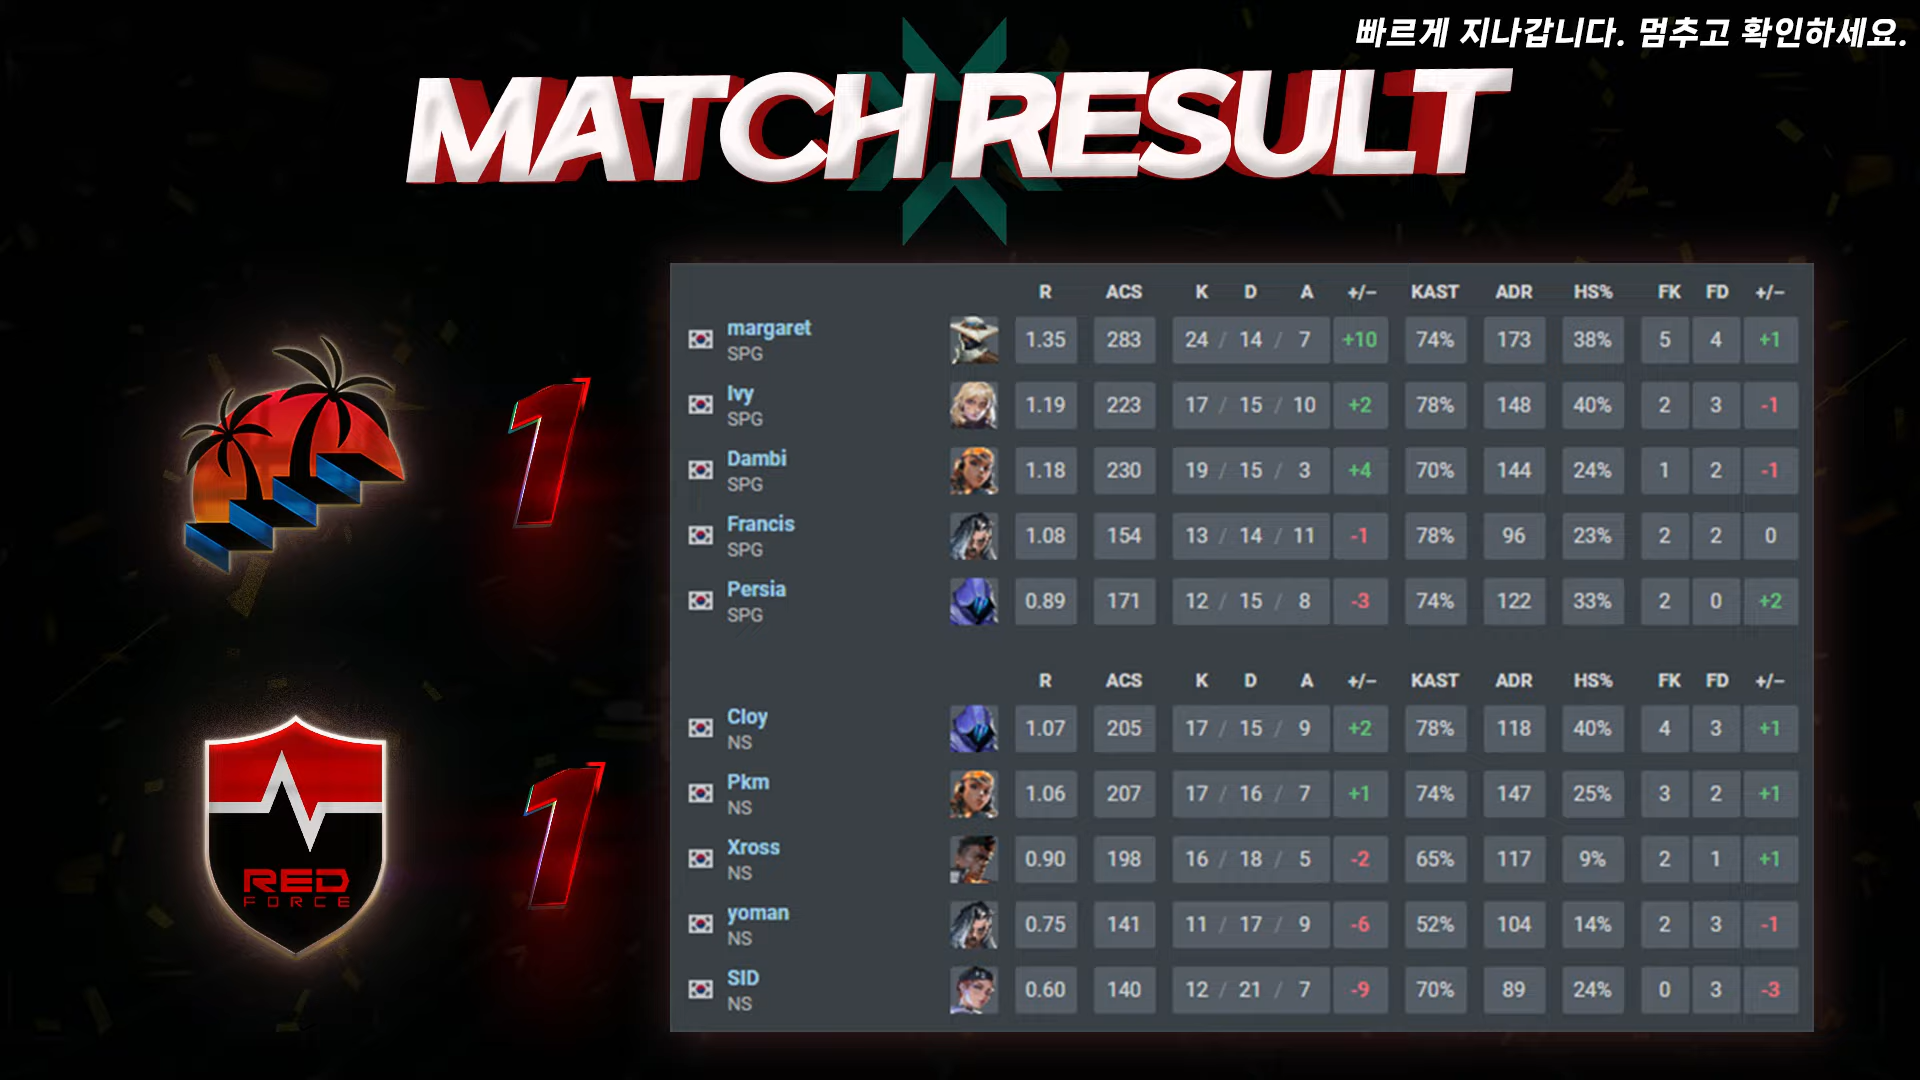 빠르게 지나갑니다. 멈추고 확인하세요.
MATCH RESULT
1
RED
FORCE
1
R ACS K D A +/– KAST ADR HS% FK FD +/–
margaret
SPG
1.35 283 24 / 14 / 7 +10 74% 173 38% 5 4 +1
Ivy
SPG
1.19 223 17 / 15 / 10 +2 78% 148 40% 2 3 -1
Dambi
SPG
1.18 230 19 / 15 / 3 +4 70% 144 24% 1 2 -1
Francis
SPG
1.08 154 13 / 14 / 11 -1 78% 96 23% 2 2 0
Persia
SPG
0.89 171 12 / 15 / 8 -3 74% 122 33% 2 0 +2
R ACS K D A +/– KAST ADR HS% FK FD +/–
Cloy
NS
1.07 205 17 / 15 / 9 +2 78% 118 40% 4 3 +1
Pkm
NS
1.06 207 17 / 16 / 7 +1 74% 147 25% 3 2 +1
Xross
NS
0.90 198 16 / 18 / 5 -2 65% 117 9% 2 1 +1
yoman
NS
0.75 141 11 / 17 / 9 -6 52% 104 14% 2 3 -1
SID
NS
0.60 140 12 / 21 / 7 -9 70% 89 24% 0 3 -3